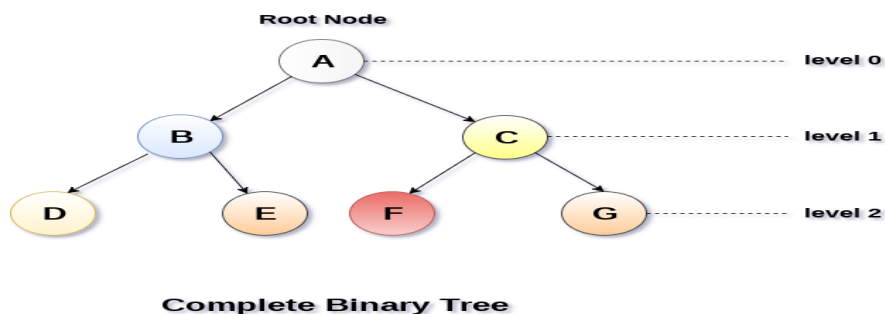 Root Node
A
level 0
B
C
level 1
D
E
F
G
level 2
Complete Binary Tree